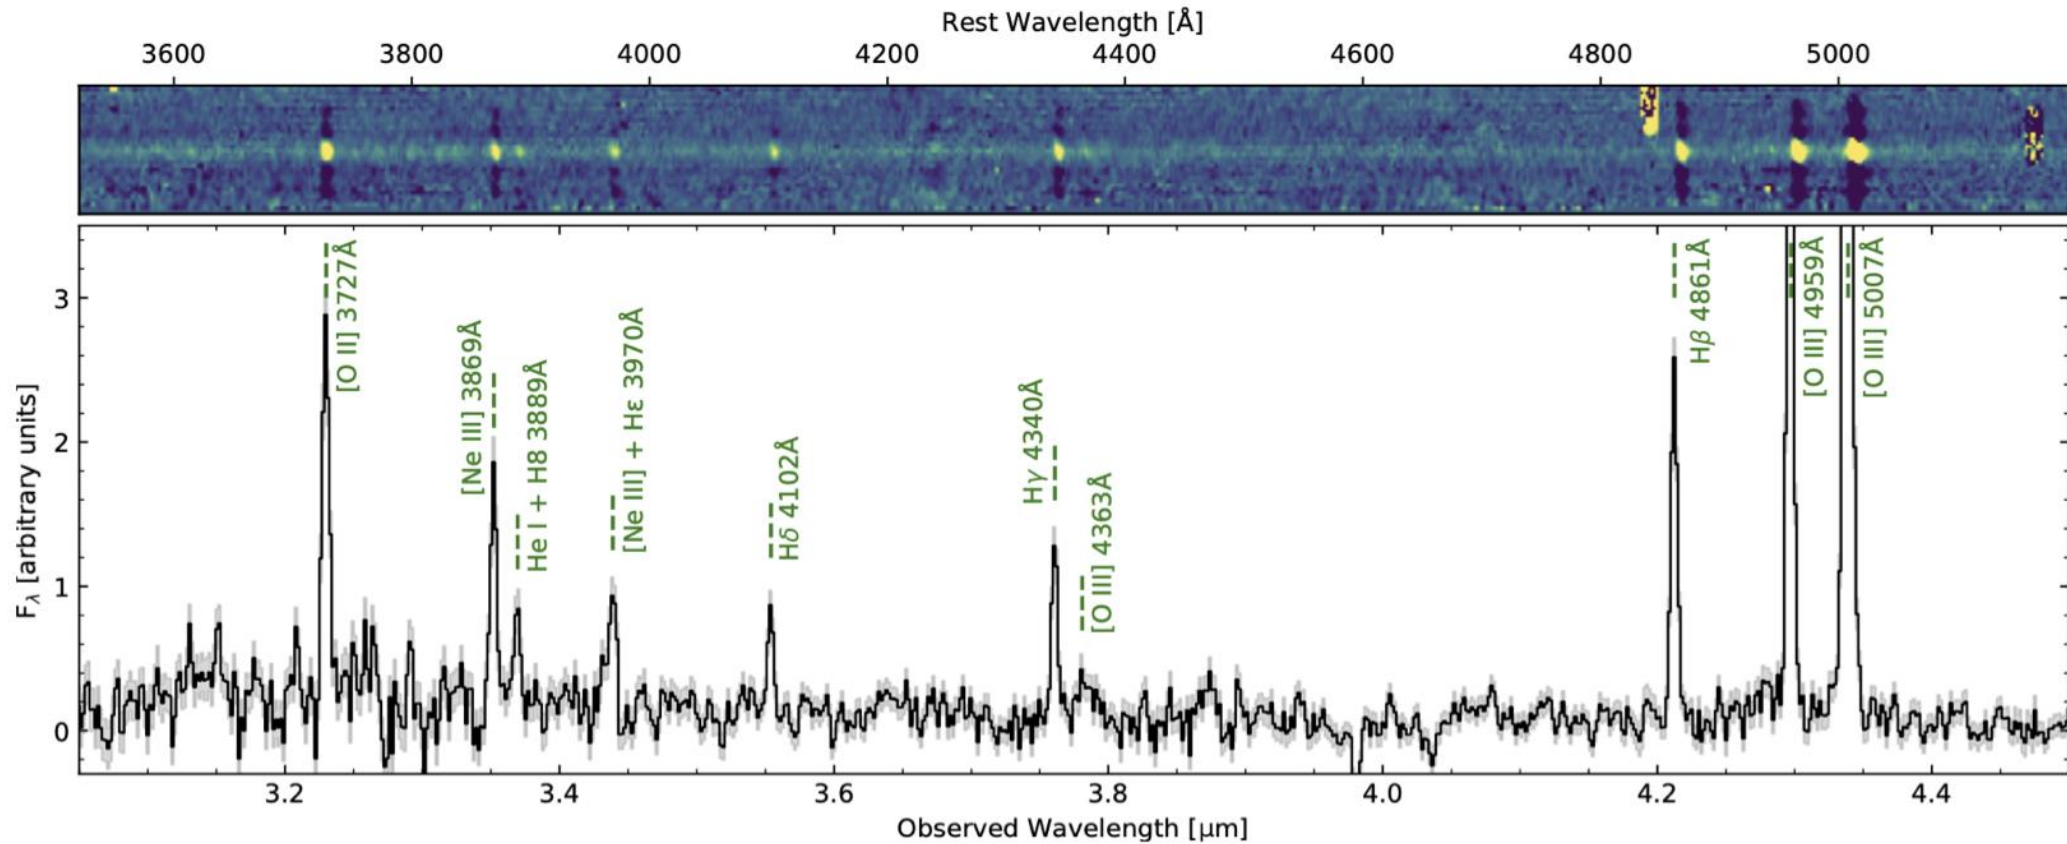 Rest Wavelength [Å]
3600 3800 4000 4200 4400 4600 4800 5000
[O II] 3727Å
[Ne III] 3869Å
He I + H8 3889Å
[Ne III] + Hε 3970Å
Hδ 4102Å
Hγ 4340Å
[O III] 4363Å
Hβ 4861Å
[O III] 4959Å
[O III] 5007Å
F_λ [arbitrary units]
3
2
1
0
3.2 3.4 3.6 3.8 4.0 4.2 4.4
Observed Wavelength [μm]